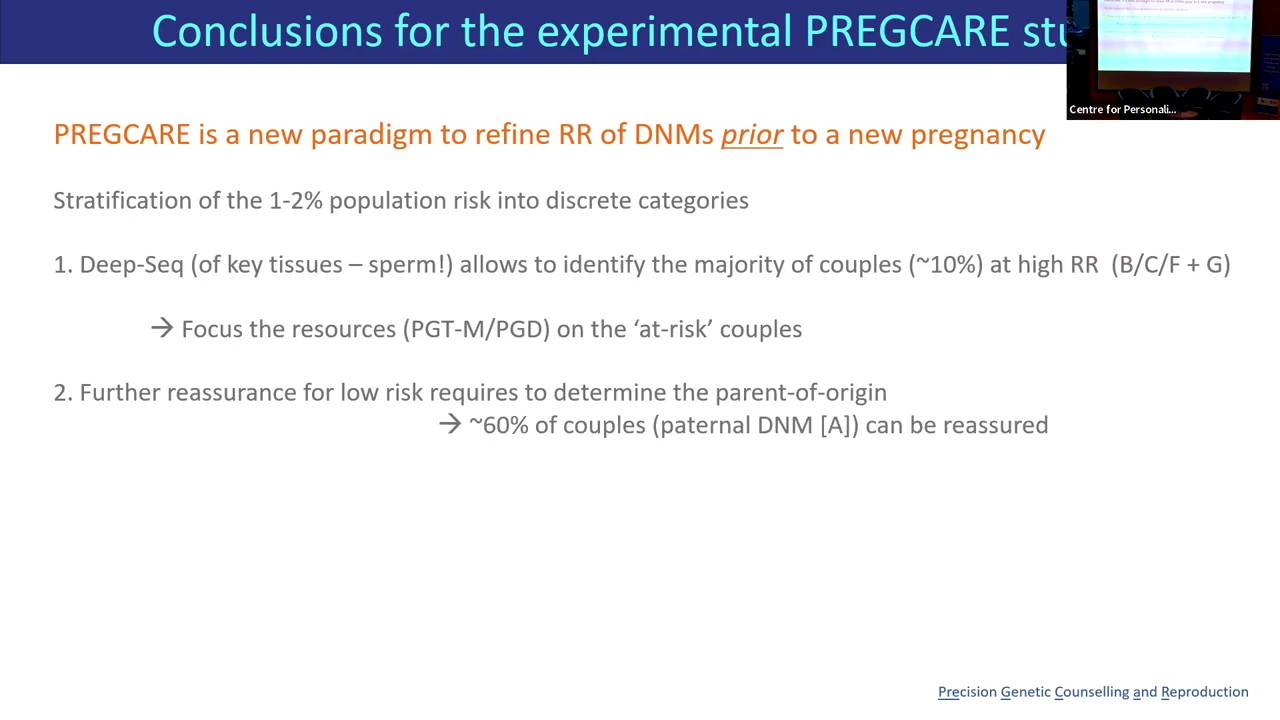 Conclusions for the experimental PREGCARE stu
Centre for Personali...
PREGCARE is a new paradigm to refine RR of DNMs prior to a new pregnancy
Stratification of the 1-2% population risk into discrete categories
1. Deep-Seq (of key tissues – sperm!) allows to identify the majority of couples (~10%) at high RR (B/C/F + G)
→ Focus the resources (PGT-M/PGD) on the ‘at-risk’ couples
2. Further reassurance for low risk requires to determine the parent-of-origin
→ ~60% of couples (paternal DNM [A]) can be reassured
Precision Genetic Counselling and Reproduction